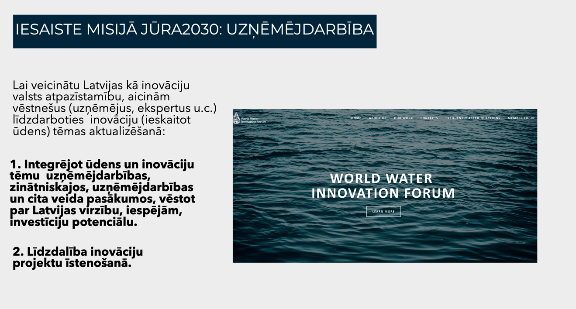 IESAISTE MISIJĀ JŪRA2030: UZŅĒMĒJDARBĪBA
Lai veicinātu Latvijas kā inovāciju
valsts atpazīstamību, aicinām
vēstnešus (uzņēmējus, ekspertus u.c.)
līdzdarboties inovāciju (ieskaitot
ūdens) tēmas aktualizēšanā:
1. Integrējot ūdens un inovāciju
tēmu uzņēmējdarbības,
zinātniskajos, uzņēmējdarbības
un cita veida pasākumos, vēstot
par Latvijas virzību, iespējām,
investīciju potenciālu.
2. Līdzdalība inovāciju
projektu īstenošanā.
WORLD WATER
INNOVATION FORUM
LEARN MORE